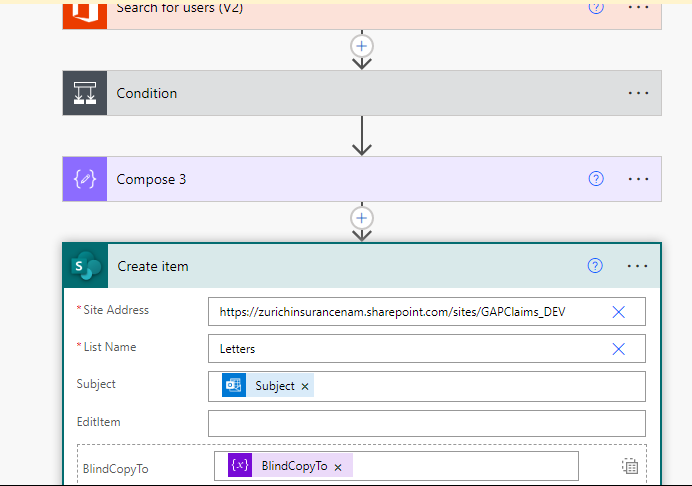 Search for users (V2)
Condition
Compose 3
Create item
* Site Address
https://zurichinsurancenam.sharepoint.com/sites/GAPClaims_DEV
* List Name
Letters
Subject
Subject
EditItem
BlindCopyTo
BlindCopyTo